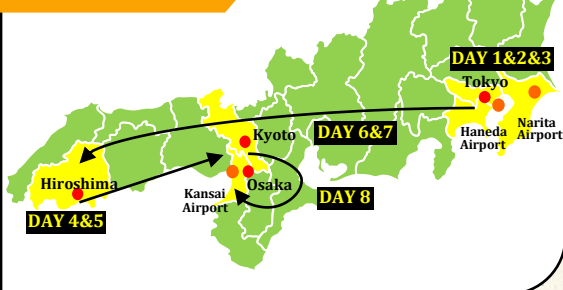 DAY 1&2&3
Tokyo
Haneda
Airport
Narita
Airport
Kyoto
DAY 6&7
Hiroshima
DAY 4&5
Kansai
Airport
Osaka
DAY 8